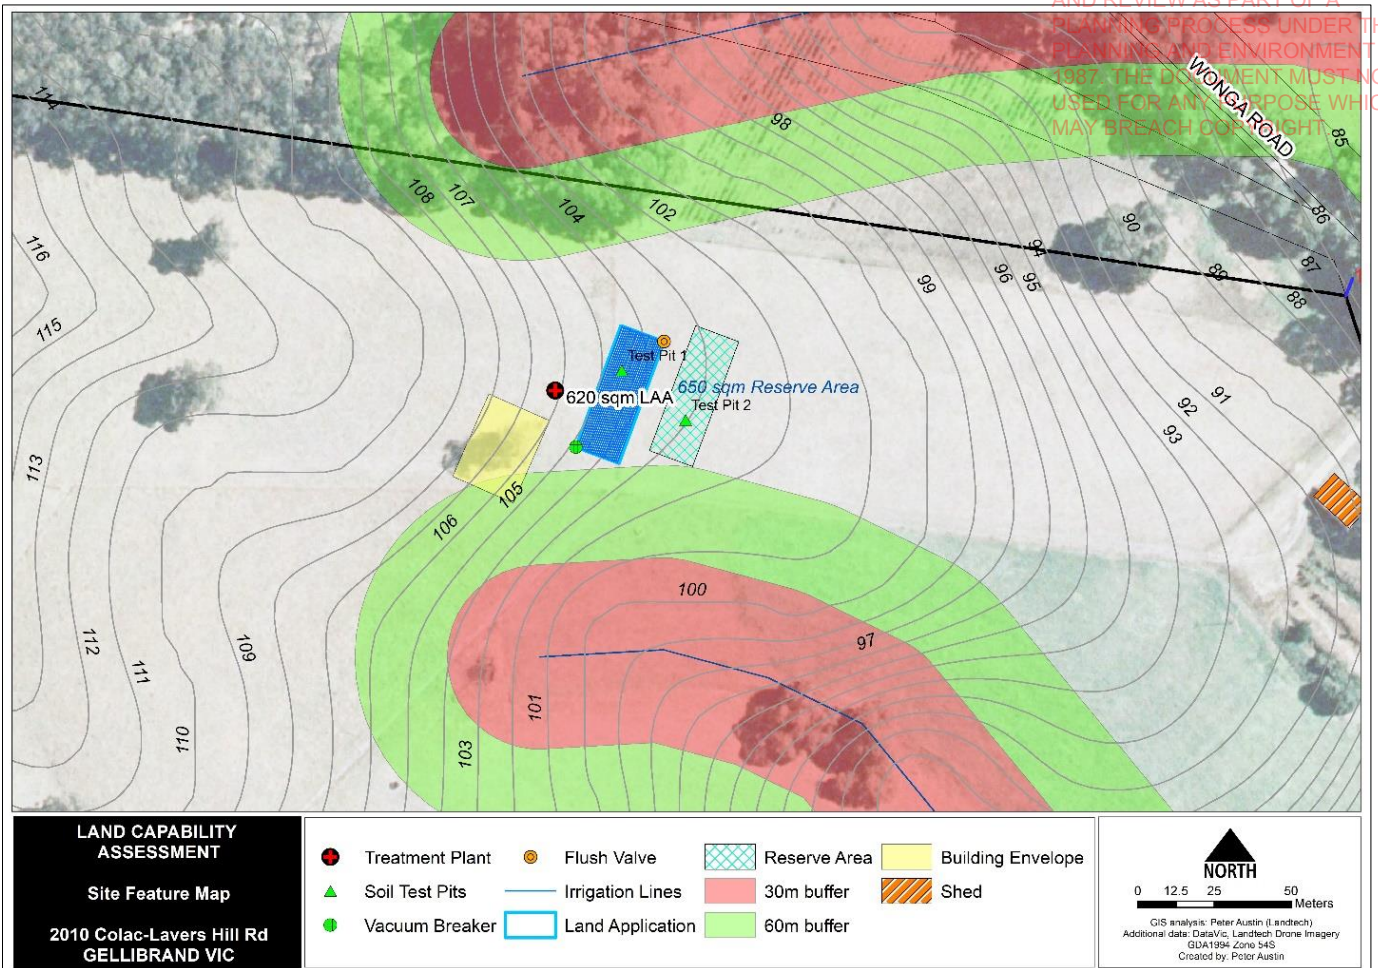 AND REVIEW AS PART OF A
PLANNING PROCESS UNDER TH
PLANNING AND ENVIRONMENT
1987. THE DOCUMENT MUST NO
USED FOR ANY PURPOSE WHIC
MAY BREACH COPYRIGHT
WONGA ROAD
114
98
85
108
107
104
102
86
90
116
94
89
87
96
95
99
88
115
Test Pit 1
650 sqm Reserve Area
620 sqm LAA
Test Pit 2
91
92
93
113
105
106
100
97
112
111
109
101
110
103
LAND CAPABILITY
ASSESSMENT
Site Feature Map
2010 Colac-Lavers Hill Rd
GELLIBRAND VIC
Treatment Plant
Flush Valve
Reserve Area
Building Envelope
Soil Test Pits
Irrigation Lines
30m buffer
Shed
Vacuum Breaker
Land Application
60m buffer
NORTH
0 12.5 25 50
Meters
GIS analysis: Peter Austin (Landtech)
Additional data: DataVic, Landtech Drone Imagery
GDA1994 Zone 54S
Created by: Peter Austin